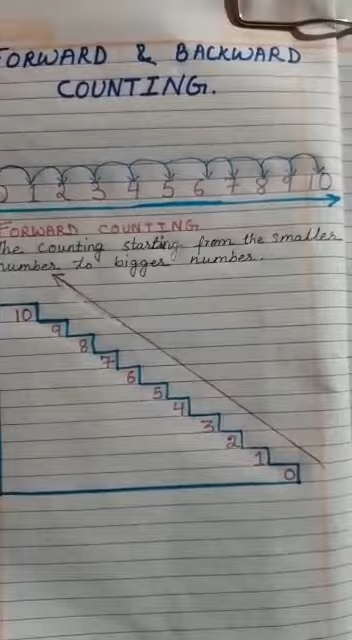 FORWARD & BACKWARD
COUNTING.
0 1 2 3 4 5 6 7 8 9 10
FORWARD COUNTING
The counting starting from the smaller
number to bigger number.
10
9
8
7
6
5
4
3
2
1
0